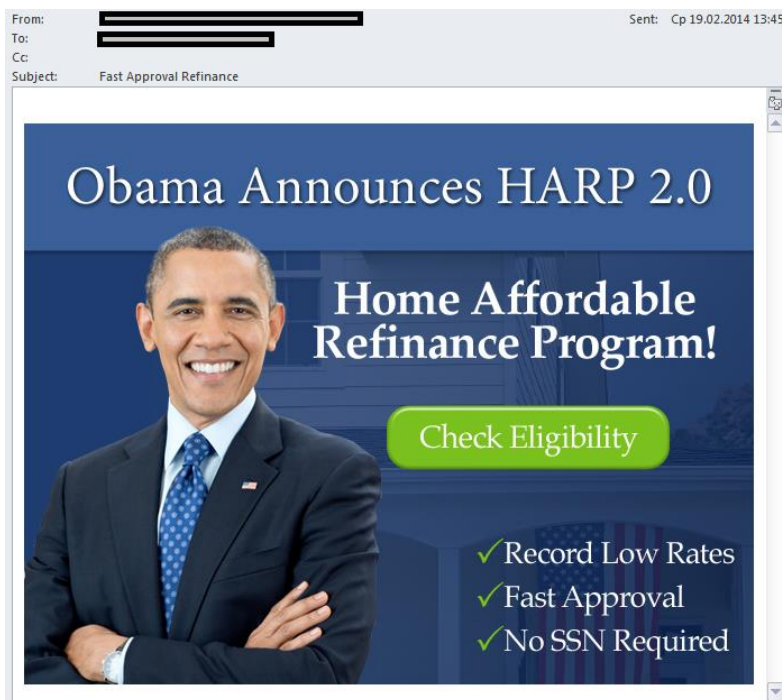 From: Sent: Ср 19.02.2014 13:45
To:
Cc:
Subject: Fast Approval Refinance
Obama Announces HARP 2.0
Home Affordable
Refinance Program!
Check Eligibility
✓Record Low Rates
✓Fast Approval
✓No SSN Required